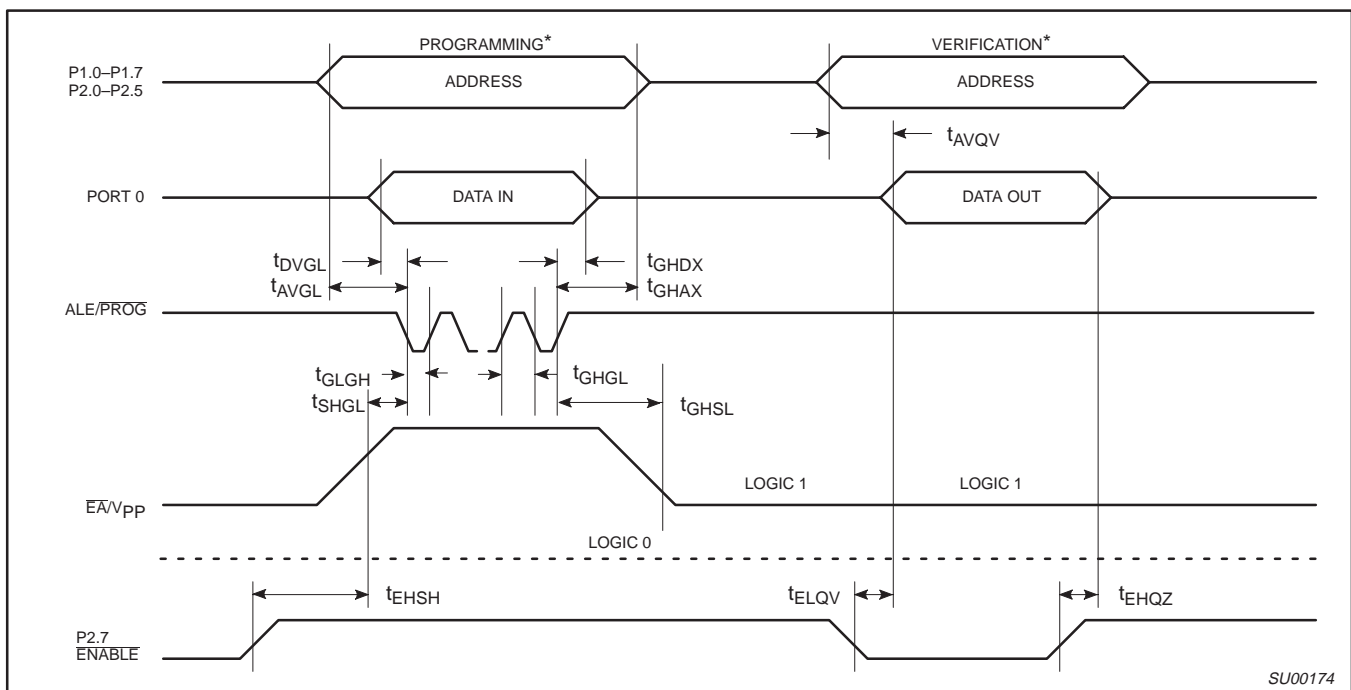 PROGRAMMING*
VERIFICATION*
P1.0–P1.7
P2.0–P2.5
ADDRESS
ADDRESS
tAVQV
PORT 0
DATA IN
DATA OUT
tDVGL
tGHDX
tAVGL
tGHAX
ALE/PROG
tGLGH
tGHGL
tSHGL
tGHSL
LOGIC 1
LOGIC 1
EA/VPP
LOGIC 0
tEHSH
tELQV
tEHQZ
P2.7
ENABLE
SU00174